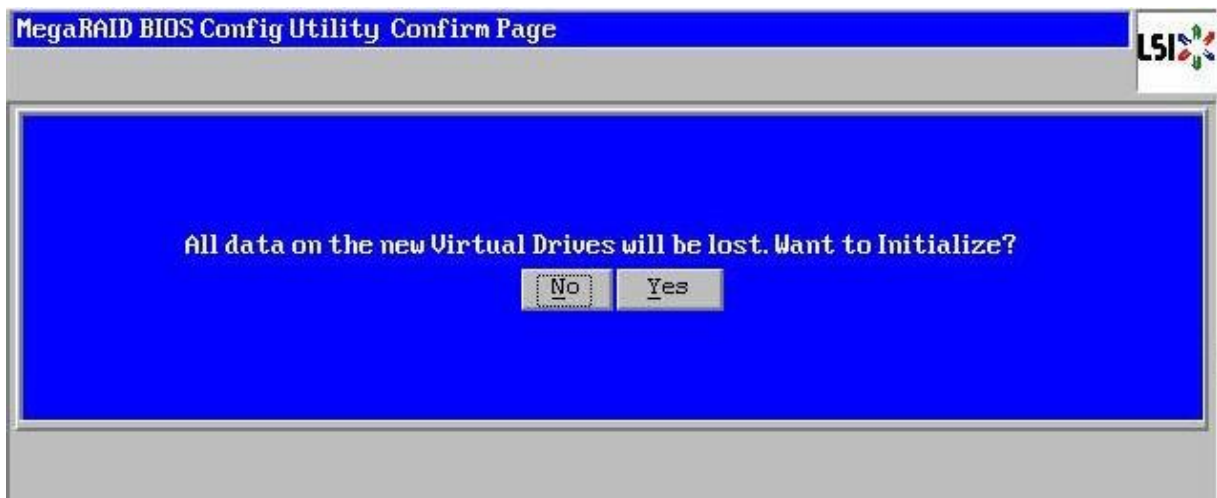 MegaRAID BIOS Config Utility Confirm Page
LSI
All data on the new Virtual Drives will be lost. Want to Initialize?
No Yes